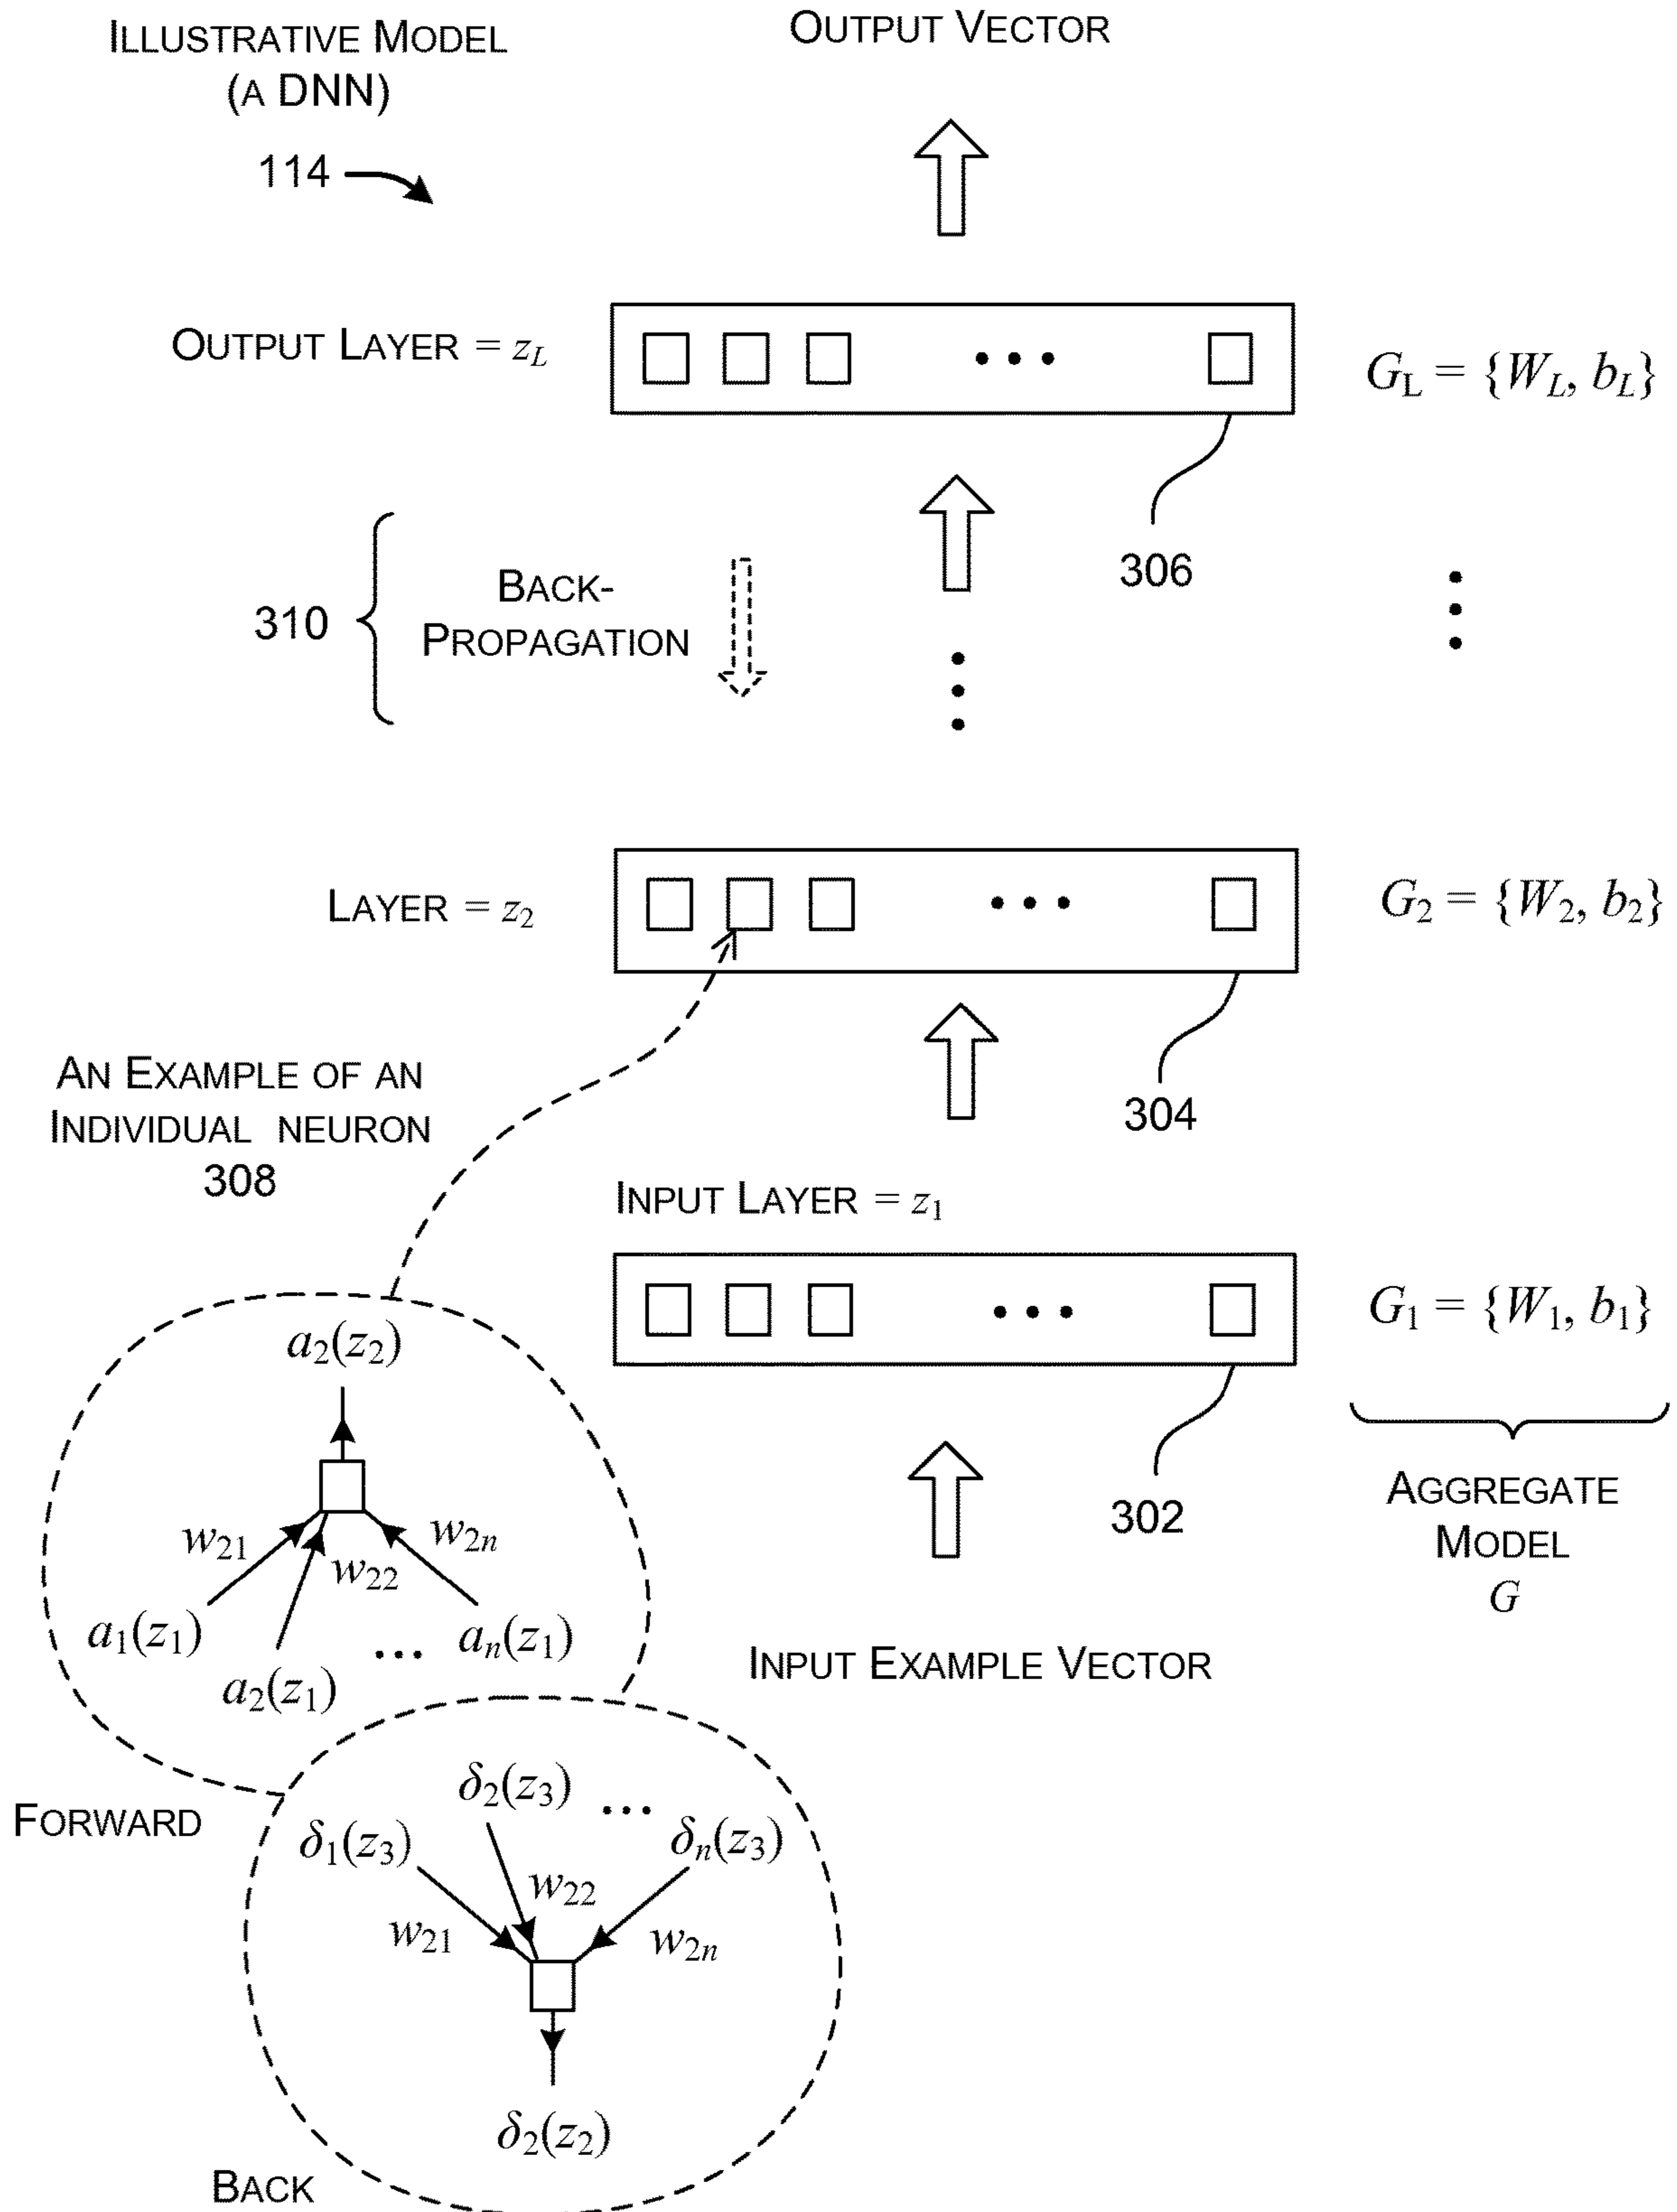 ILLUSTRATIVE MODEL
(A DNN)
114
OUTPUT VECTOR
OUTPUT LAYER = z_L
G_L = {W_L, b_L}
306
310
BACK-
PROPAGATION
LAYER = z_2
G_2 = {W_2, b_2}
304
AN EXAMPLE OF AN
INDIVIDUAL NEURON
308
INPUT LAYER = z_1
G_1 = {W_1, b_1}
302
AGGREGATE
MODEL
G
INPUT EXAMPLE VECTOR
a_2(z_2)
w_21
w_22
w_2n
a_1(z_1)
a_2(z_1)
...
a_n(z_1)
FORWARD
δ_1(z_3)
δ_2(z_3)
...
δ_n(z_3)
w_21
w_22
w_2n
δ_2(z_2)
BACK